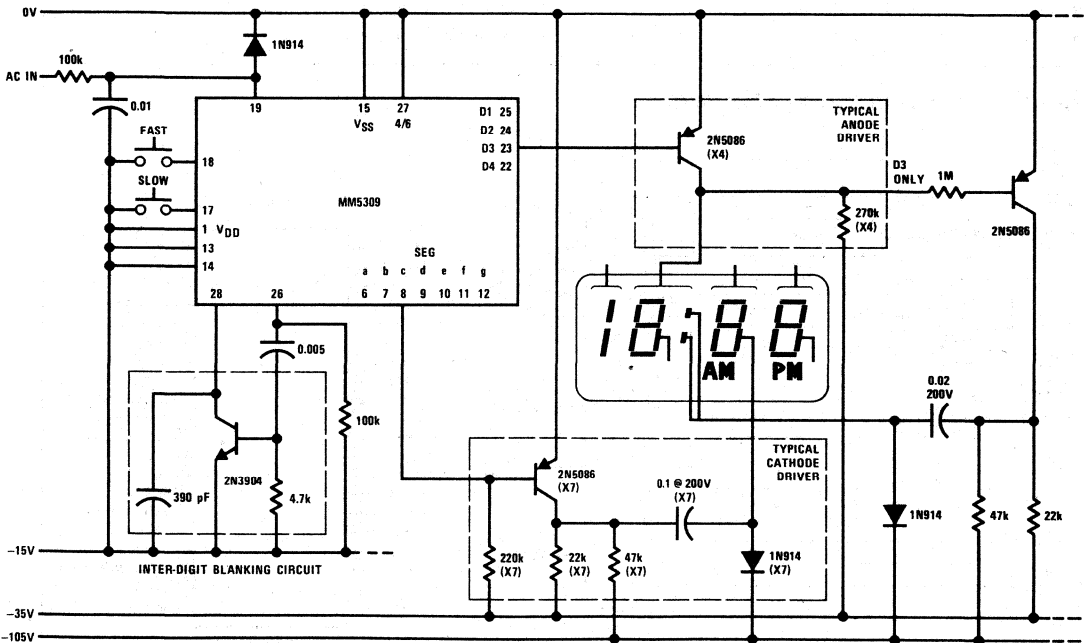 0V
1N914
100k
AC IN
0.01
19
15
VSS
27
4/6
D1 25
D2 24
D3 23
D4 22
FAST
18
SLOW
17
1 VDD
13
14
MM5309
SEG
a b c d e f g
6 7 8 9 10 11 12
28
26
TYPICAL
ANODE
DRIVER
2N5086
(X4)
D3
ONLY
1M
270k
(X4)
2N5086
18:88
AM PM
0.005
100k
2N3904
390 pF
4.7k
0.02
200V
TYPICAL
CATHODE
DRIVER
2N5086
(X7)
0.1 @ 200V
(X7)
220k
(X7)
22k
(X7)
47k
(X7)
1N914
(X7)
1N914
47k
22k
-15V
INTER-DIGIT BLANKING CIRCUIT
-35V
-105V